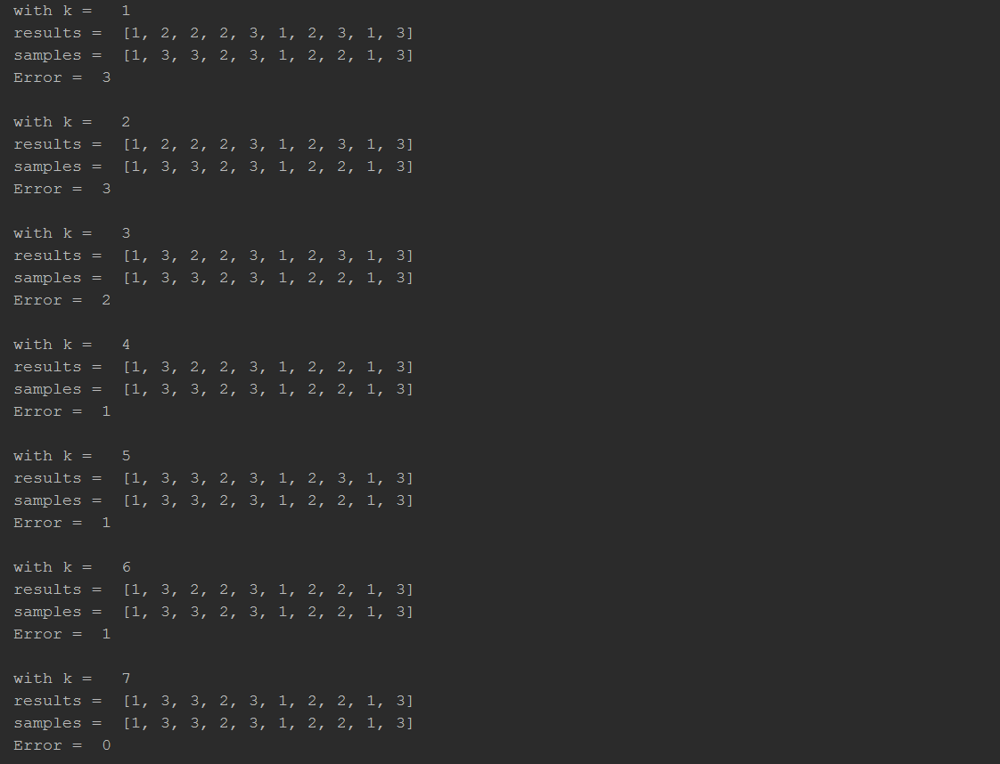 with k =   1
results =  [1, 2, 2, 2, 3, 1, 2, 3, 1, 3]
samples =  [1, 3, 3, 2, 3, 1, 2, 2, 1, 3]
Error =  3
with k =   2
results =  [1, 2, 2, 2, 3, 1, 2, 3, 1, 3]
samples =  [1, 3, 3, 2, 3, 1, 2, 2, 1, 3]
Error =  3
with k =   3
results =  [1, 3, 2, 2, 3, 1, 2, 3, 1, 3]
samples =  [1, 3, 3, 2, 3, 1, 2, 2, 1, 3]
Error =  2
with k =   4
results =  [1, 3, 2, 2, 3, 1, 2, 2, 1, 3]
samples =  [1, 3, 3, 2, 3, 1, 2, 2, 1, 3]
Error =  1
with k =   5
results =  [1, 3, 3, 2, 3, 1, 2, 3, 1, 3]
samples =  [1, 3, 3, 2, 3, 1, 2, 2, 1, 3]
Error =  1
with k =   6
results =  [1, 3, 2, 2, 3, 1, 2, 2, 1, 3]
samples =  [1, 3, 3, 2, 3, 1, 2, 2, 1, 3]
Error =  1
with k =   7
results =  [1, 3, 3, 2, 3, 1, 2, 2, 1, 3]
samples =  [1, 3, 3, 2, 3, 1, 2, 2, 1, 3]
Error =  0